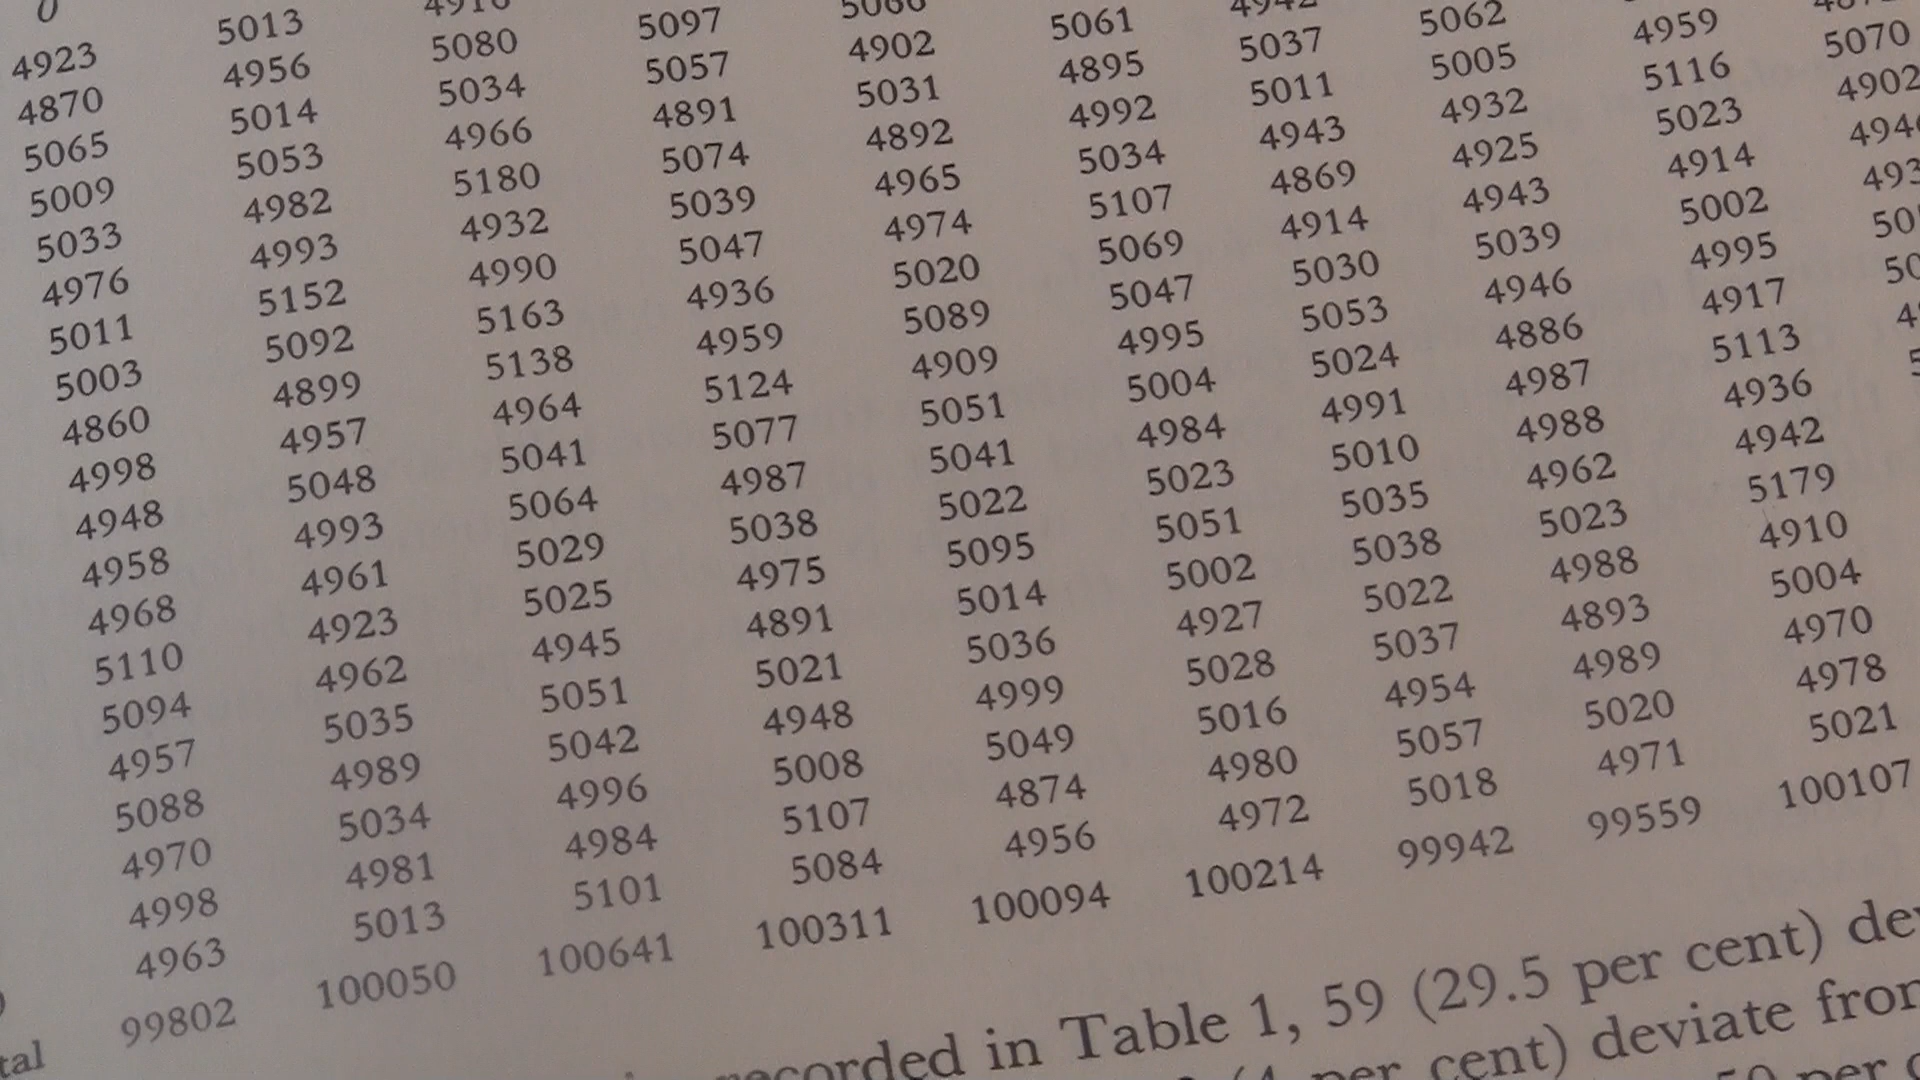 4923 5013 4916
4870 4956 5080 5097
5065 5014 5034 5057 4902 5061 4942
5009 5053 4966 4891 5031 4895 5037 5062
5033 4982 5180 5074 4892 4992 5011 5005 4959
4976 4993 4932 5039 4965 5034 4943 4932 5116 5070
5011 5152 4990 5047 4974 5107 4869 4925 5023 4902
5003 5092 5163 4936 5020 5069 4914 4943 4914
4860 4899 5138 4959 5089 5047 5030 5039 5002
4998 4957 4964 5124 4909 4995 5053 4946 4995
4948 5048 5041 5077 5051 5004 5024 4886 4917
4958 4993 5064 4987 5041 4984 4991 4987 5113
4968 4961 5029 5038 5022 5023 5010 4988 4936
5110 4923 5025 4975 5095 5051 5035 4962 4942
5094 4962 4945 4891 5014 5002 5038 5023 5179
4957 5035 5051 5021 5036 4927 5022 4988 4910
5088 4989 5042 4948 4999 5028 5037 4893 5004
4970 5034 4996 5008 5049 5016 4954 4989 4970
4998 4981 4984 5107 4874 4980 5057 5020 4978
4963 5013 5101 5084 4956 4972 5018 4971 5021
tal 99802 100050 100641 100311 100094 100214 99942 99559 100107
recorded in Table 1, 59 (29.5 per cent) dev
per cent) deviate from
per